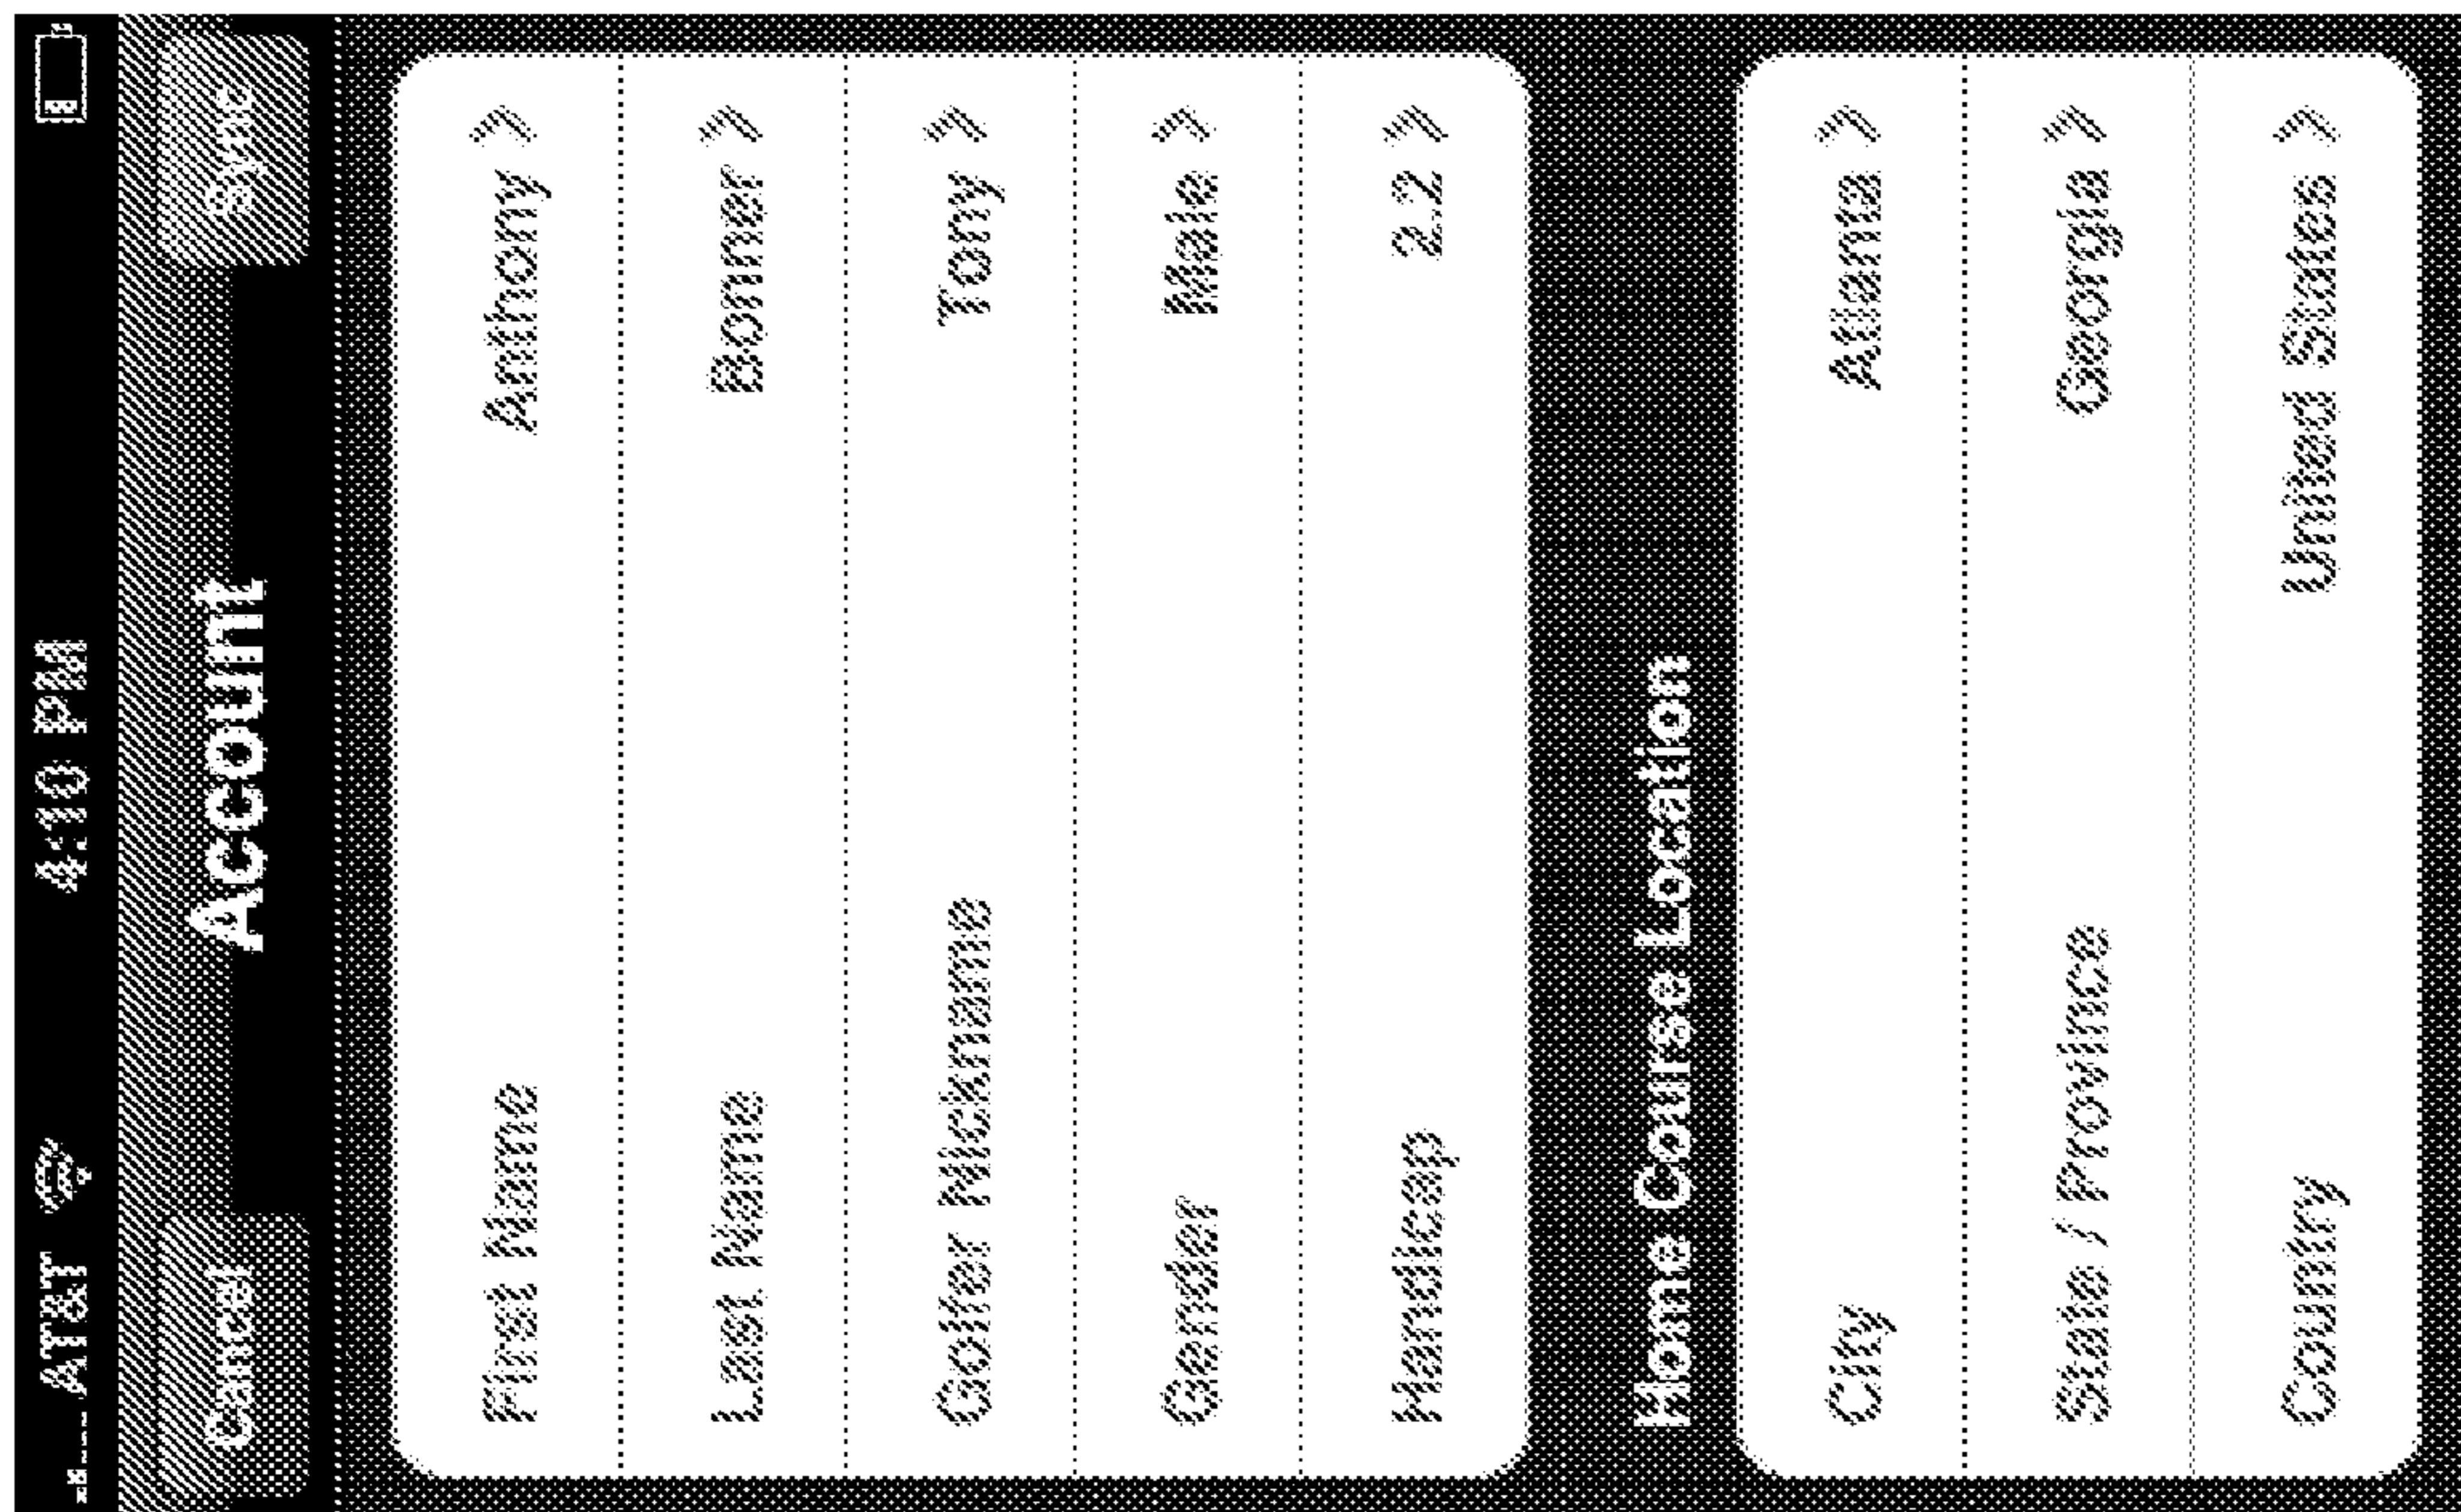 AT&T 4:10 PM
Cancel Account Sync
First Name Anthony
Last Name Bonner
Golfer Nickname Tony
Gender Male
Handicap 2.2
Home Course Location
City Atlanta
State / Province Georgia
Country United States